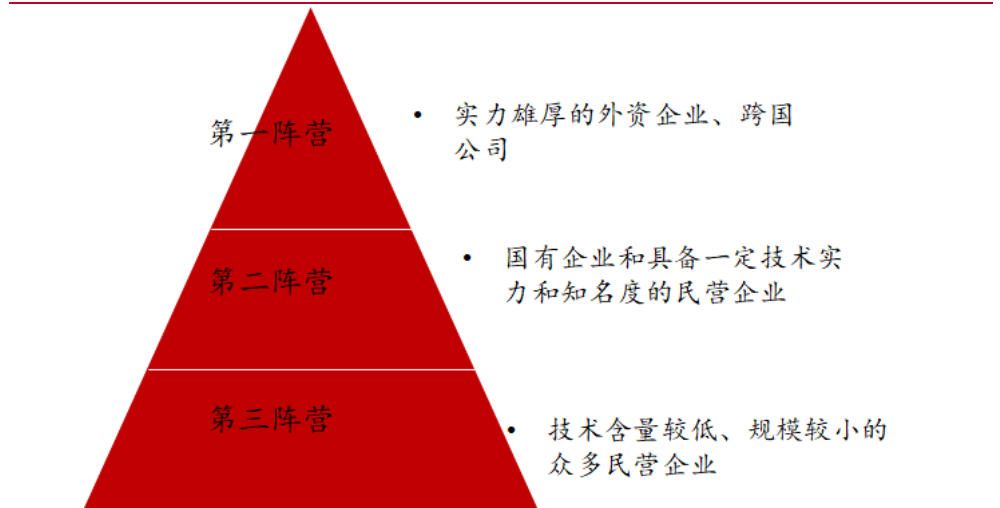 第一阵营
• 实力雄厚的外资企业、跨国
公司
第二阵营
• 国有企业和具备一定技术实
力和知名度的民营企业
第三阵营
• 技术含量较低、规模较小的
众多民营企业